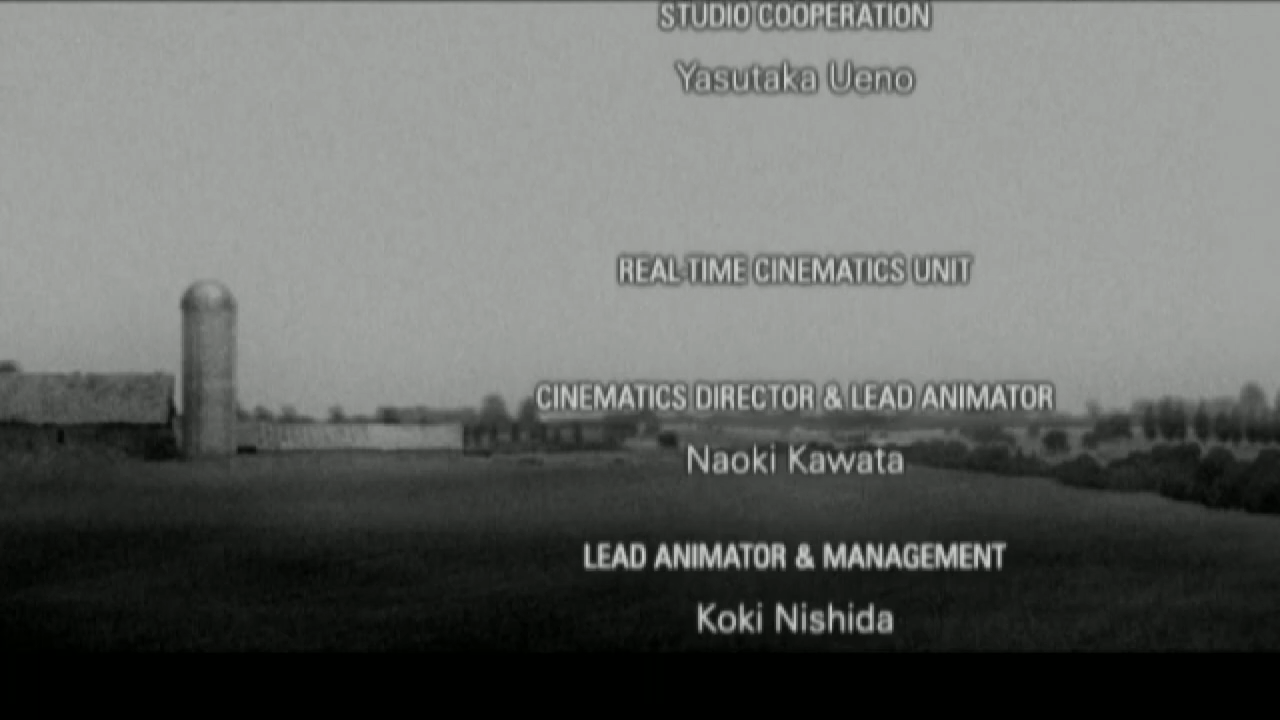 STUDIO COOPERATION
Yasutaka Ueno
REAL-TIME CINEMATICS UNIT
CINEMATICS DIRECTOR & LEAD ANIMATOR
Naoki Kawata
LEAD ANIMATOR & MANAGEMENT
Koki Nishida